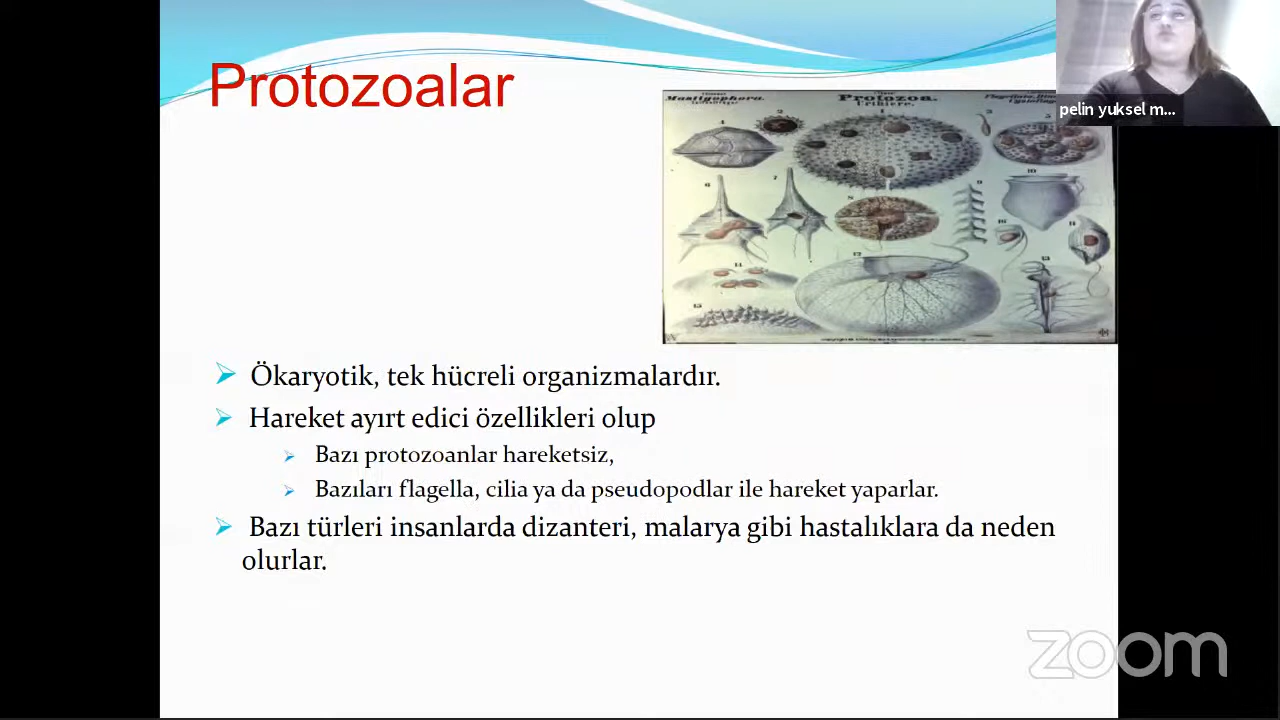 Protozoalar
pelin yuksel m...
Mastigophora.
Protozoa.
Urthiere.
Ökaryotik, tek hücreli organizmalardır.
Hareket ayırt edici özellikleri olup
Bazı protozoanlar hareketsiz,
Bazıları flagella, cilia ya da pseudopodlar ile hareket yaparlar.
Bazı türleri insanlarda dizanteri, malarya gibi hastalıklara da neden
olurlar.
zoom